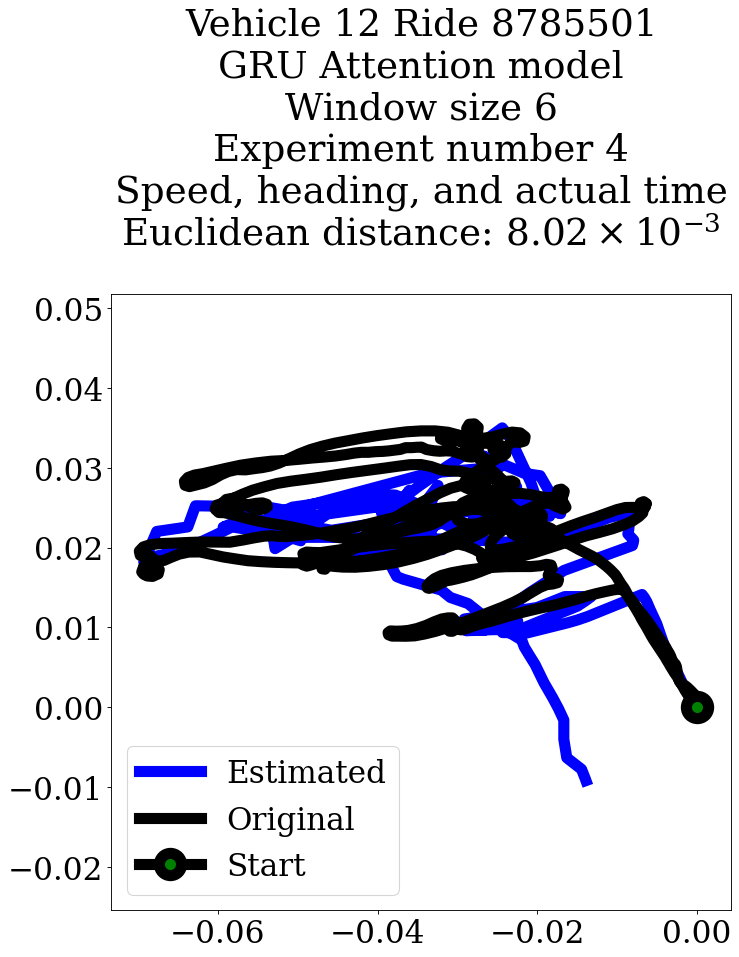 Vehicle 12 Ride 8785501
GRU Attention model
Window size 6
Experiment number 4
Speed, heading, and actual time
Euclidean distance: 8.02 × 10⁻³
0.05
0.04
0.03
0.02
0.01
0.00
−0.01
−0.02
Estimated
Original
Start
−0.06 −0.04 −0.02 0.00